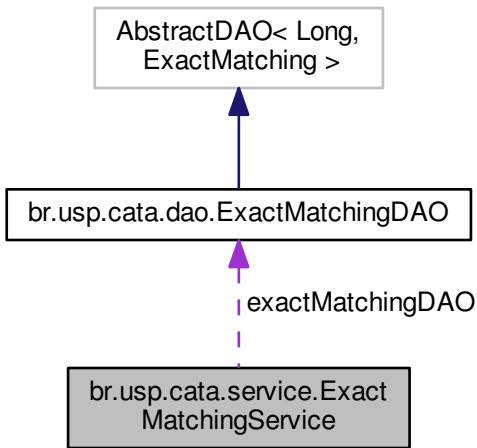 AbstractDAO< Long,
ExactMatching >
br.usp.cata.dao.ExactMatchingDAO
exactMatchingDAO
br.usp.cata.service.Exact
MatchingService